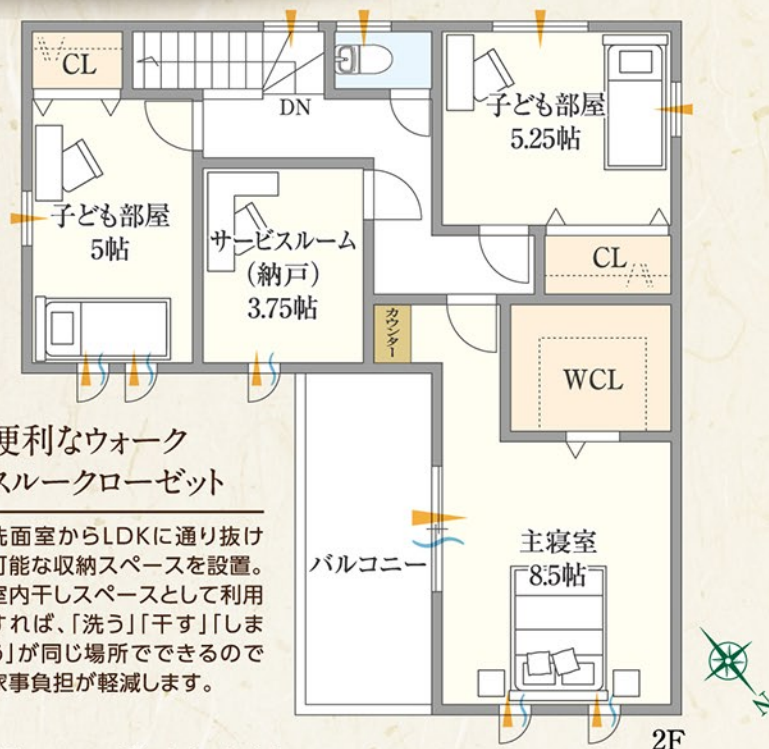 CL
DN
子ども部屋
5.25帖
子ども部屋
5帖
サービスルーム
(納戸)
3.75帖
CL
カウンター
WCL
便利なウォーク
スルークローゼット
洗面室からLDKに通り抜け
可能な収納スペースを設置。
室内干しスペースとして利用
すれば、「洗う」「干す」「しま
う」が同じ場所でできるので
家事負担が軽減します。
バルコニー
主寝室
8.5帖
N
2F